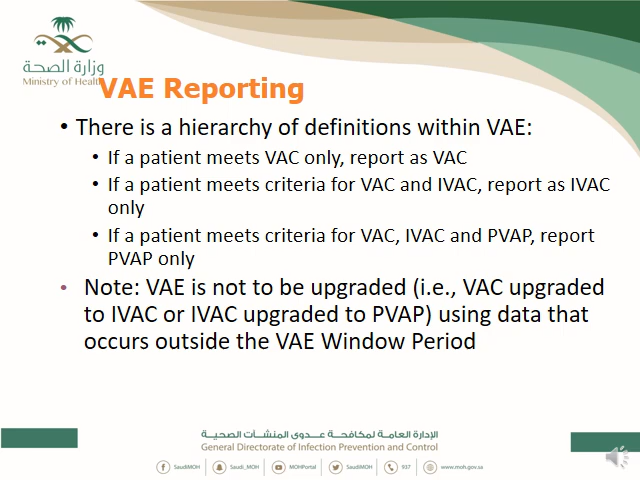 وزارة الصحة
Ministry of Health
VAE Reporting
• There is a hierarchy of definitions within VAE:
• If a patient meets VAC only, report as VAC
• If a patient meets criteria for VAC and IVAC, report as IVAC
only
• If a patient meets criteria for VAC, IVAC and PVAP, report
PVAP only
• Note: VAE is not to be upgraded (i.e., VAC upgraded
to IVAC or IVAC upgraded to PVAP) using data that
occurs outside the VAE Window Period
الإدارة العامة لمكافحة عدوى المنشآت الصحية
General Directorate of Infection Prevention and Control
SaudiMOH Saudi_MOH MOHPortal SaudiMOH 937 www.moh.gov.sa